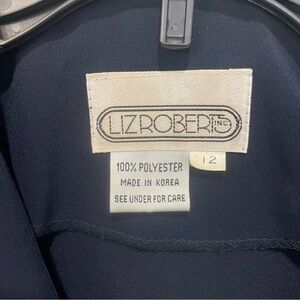 LIZ ROBERTS INC
12
100% POLYESTER
MADE IN KOREA
SEE UNDER FOR CARE